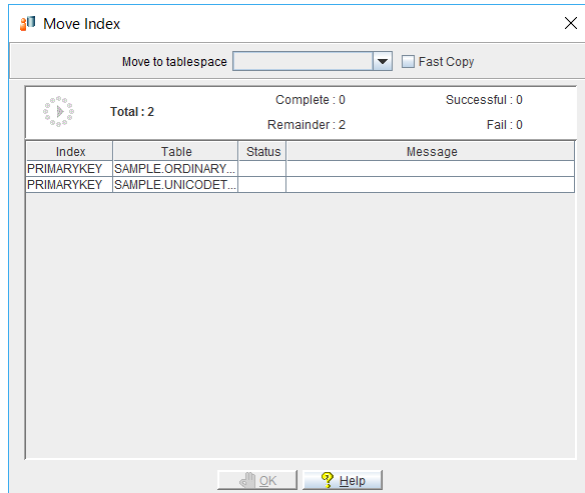 Move Index
Move to tablespace Fast Copy
Total : 2 Complete : 0 Successful : 0
Remainder : 2 Fail : 0
Index Table Status Message
PRIMARYKEY SAMPLE.ORDINARY...
PRIMARYKEY SAMPLE.UNICODET...
OK Help